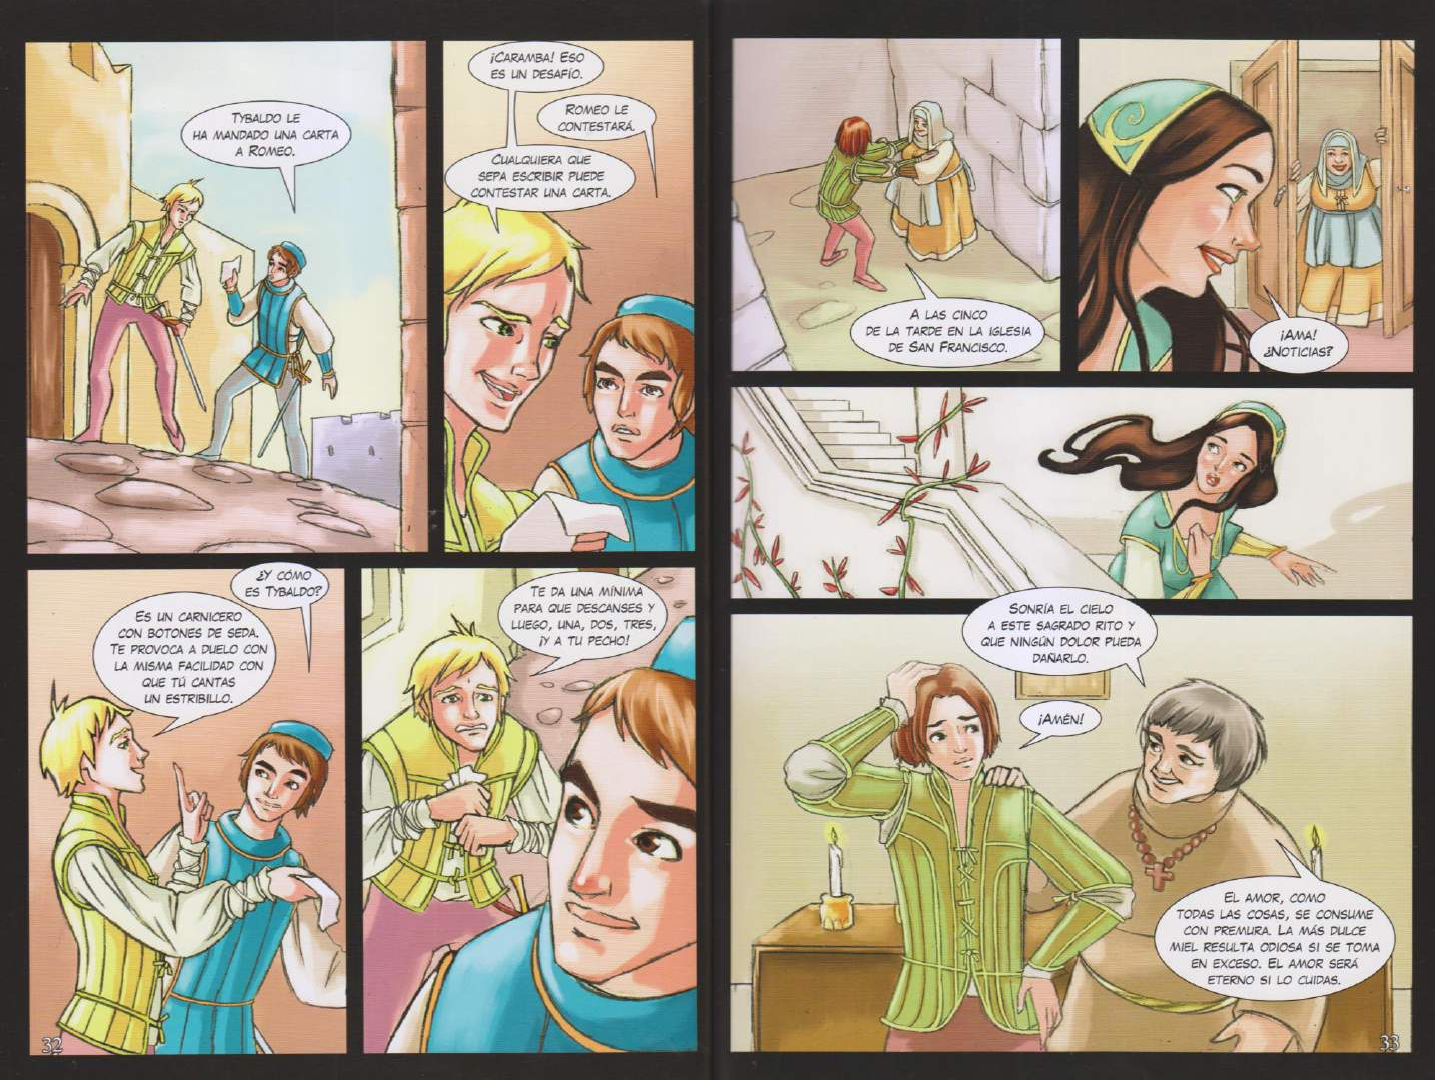 TYBALDO LE
HA MANDADO UNA CARTA
A ROMEO.
¡CARAMBA! ESO
ES UN DESAFÍO.
ROMEO LE
CONTESTARÁ.
CUALQUIERA QUE
SEPA ESCRIBIR PUEDE
CONTESTAR UNA CARTA.
¿Y CÓMO
ES TYBALDO?
ES UN CARNICERO
CON BOTONES DE SEDA.
TE PROVOCA A DUELO CON
LA MISMA FACILIDAD CON
QUE TÚ CANTAS
UN ESTRIBILLO.
TE DA UNA MÍNIMA
PARA QUE DESCANSES Y
LUEGO, UNA, DOS, TRES,
¡Y A TU PECHO!
32
A LAS CINCO
DE LA TARDE EN LA IGLESIA
DE SAN FRANCISCO.
¡AMA!
¿NOTICIAS?
SONRÍA EL CIELO
A ESTE SAGRADO RITO Y
QUE NINGÚN DOLOR PUEDA
DAÑARLO.
¡AMÉN!
EL AMOR, COMO
TODAS LAS COSAS, SE CONSUME
CON PREMURA. LA MÁS DULCE
MIEL RESULTA ODIOSA SI SE TOMA
EN EXCESO. EL AMOR SERÁ
ETERNO SI LO CUIDAS.
33